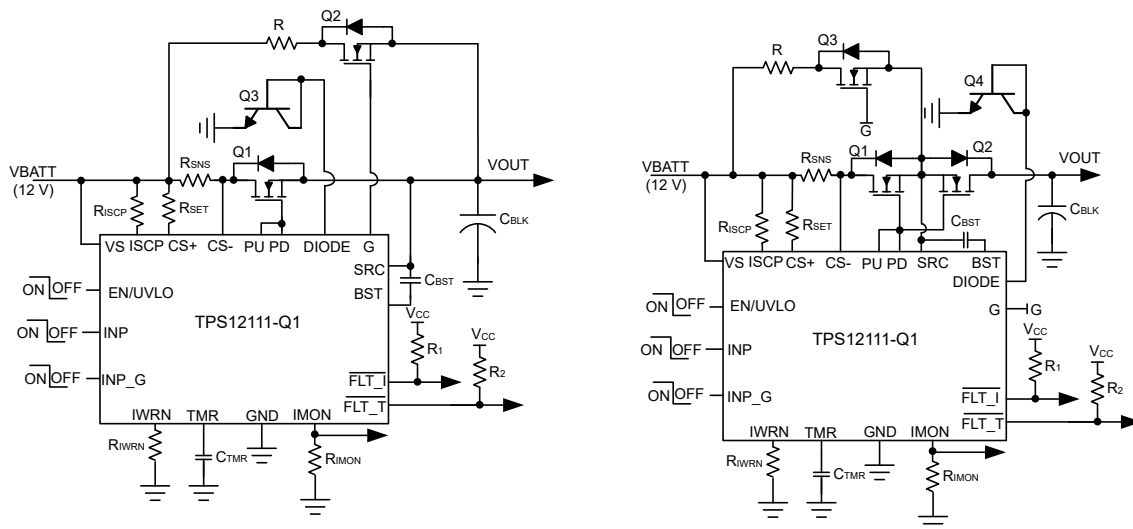 Q2
R
Q3
VBATT
(12 V)
RSNS
Q1
VOUT
RISCP
RSET
CBLK
VS ISCP CS+ CS- PU PD DIODE G
SRC
BST
CBST
ON OFF EN/UVLO
ON OFF INP
ON OFF INP_G
TPS12111-Q1
VCC
R1
VCC
R2
FLT_I
FLT_T
IWRN TMR GND IMON
RIWRN
CTMR
RIMON
Q3
R
G
Q4
VBATT
(12 V)
RSNS
Q1
Q2
VOUT
RISCP
RSET
CBST
CBLK
VS ISCP CS+ CS- PU PD SRC BST
DIODE
G G
ON OFF EN/UVLO
ON OFF INP
ON OFF INP_G
TPS12111-Q1
VCC
R1
VCC
R2
FLT_I
FLT_T
IWRN TMR GND IMON
RIWRN
CTMR
RIMON